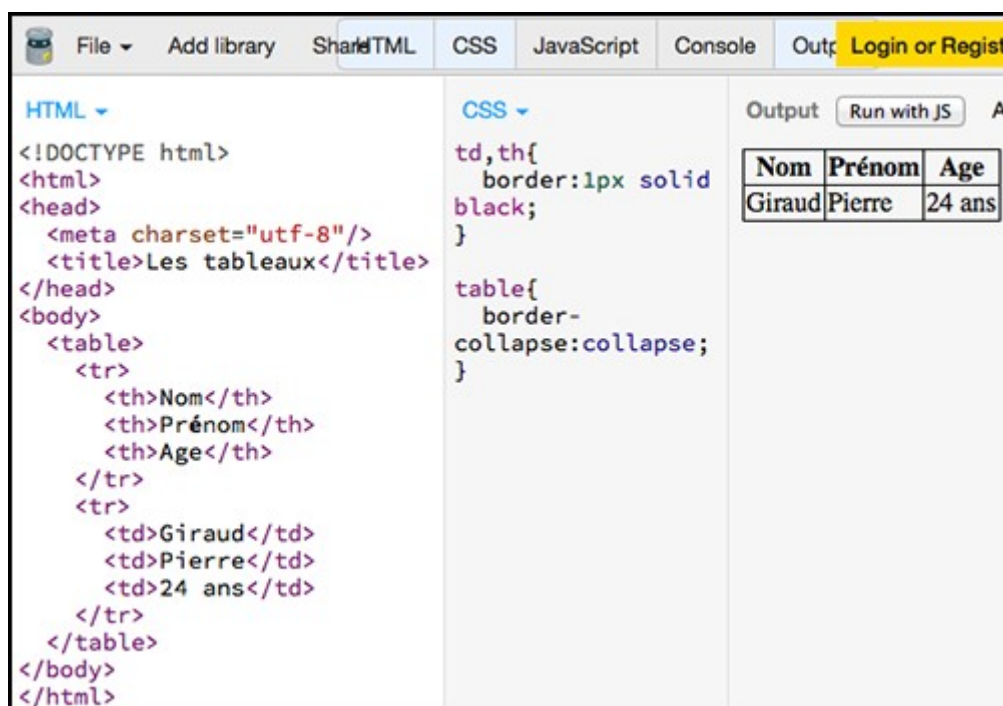 File Add library Share HTML CSS JavaScript Console Login or
HTML
<!DOCTYPE html>
<html>
<head>
<meta charset="utf-8"/>
<title>Les tableaux</title>
</head>
<body>
<table>
<tr>
<th>Nom</th>
<th>Prénom</th>
<th>Age</th>
</tr>
<tr>
<td>Giraud</td>
<td>Pierre</td>
<td>24 ans</td>
</tr>
</table>
</body>
</html>
CSS
td,th{
border:1px solid
black;
}
table{
border-
collapse:collapse;
}
Output Run with JS
Nom Prénom Age
Giraud Pierre 24 ans